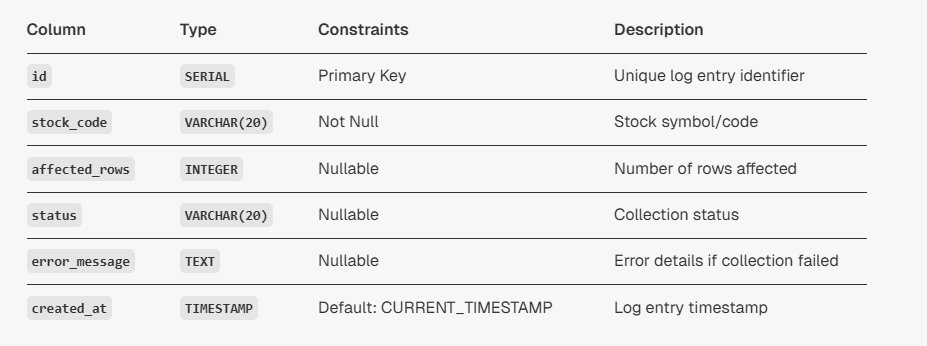 Column Type Constraints Description
id SERIAL Primary Key Unique log entry identifier
stock_code VARCHAR(20) Not Null Stock symbol/code
affected_rows INTEGER Nullable Number of rows affected
status VARCHAR(20) Nullable Collection status
error_message TEXT Nullable Error details if collection failed
created_at TIMESTAMP Default: CURRENT_TIMESTAMP Log entry timestamp